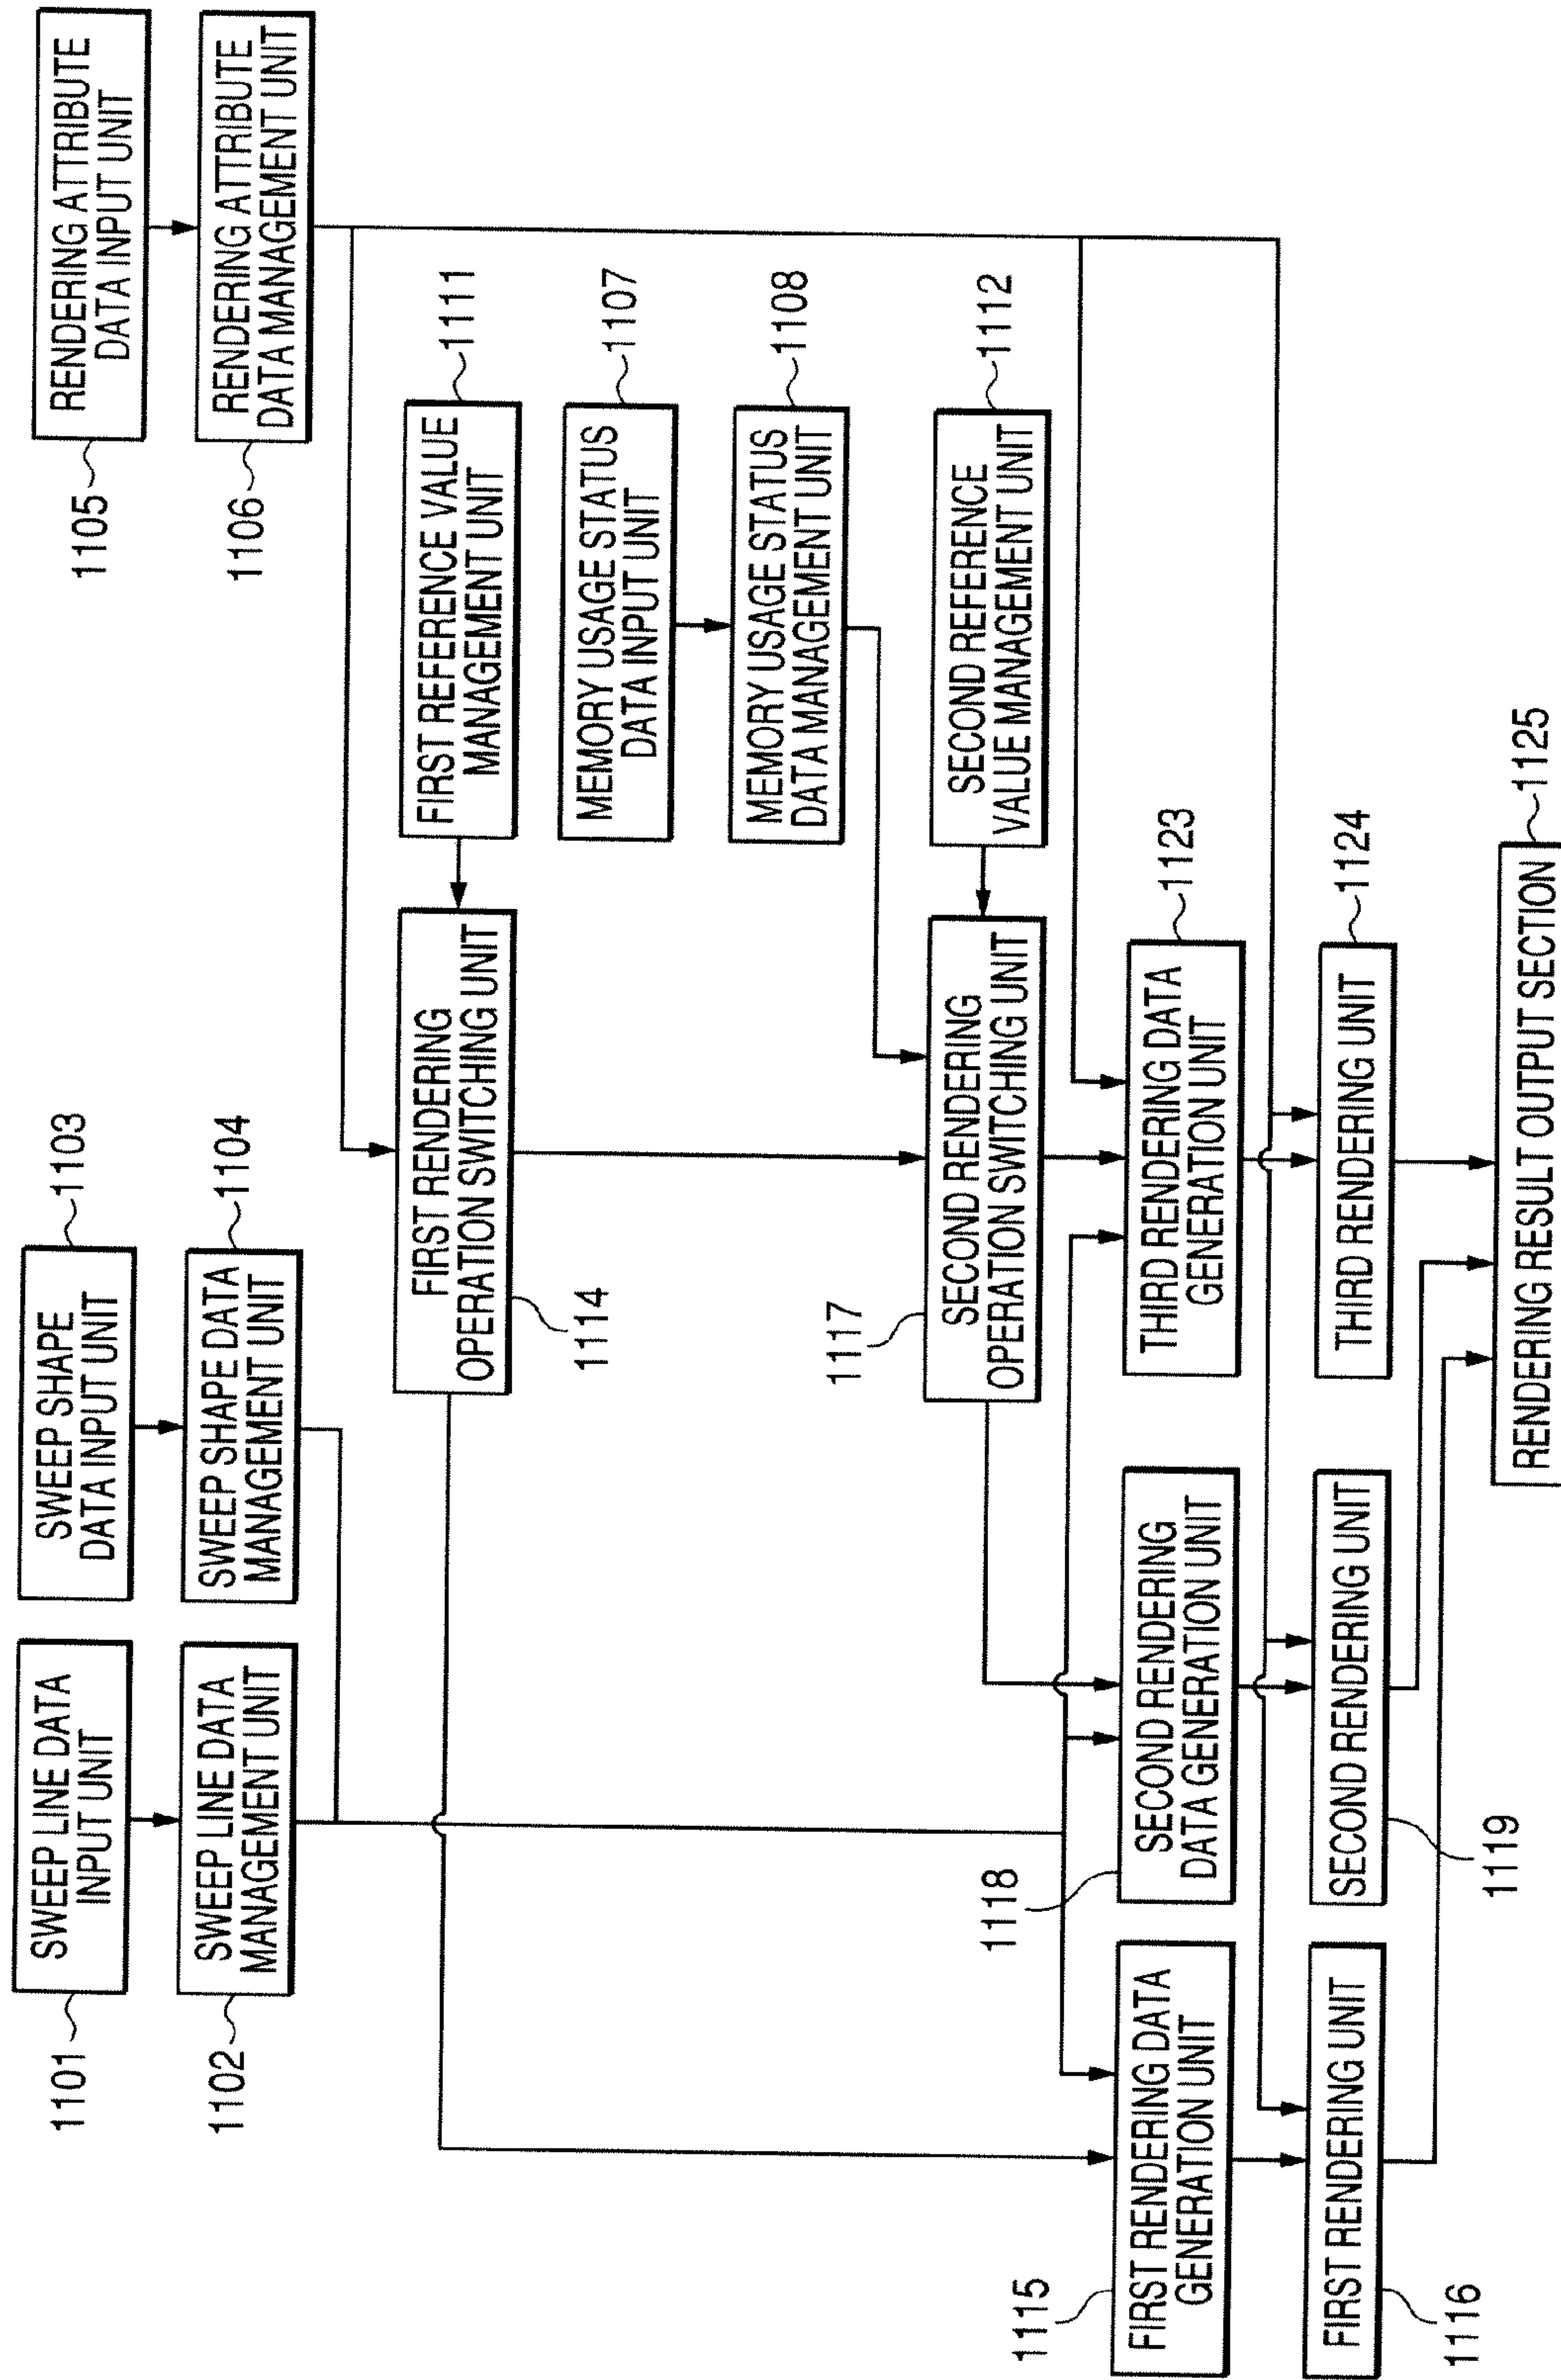 SWEEP LINE DATA
INPUT UNIT
1101
SWEEP SHAPE
DATA INPUT UNIT
1103
RENDERING ATTRIBUTE
DATA INPUT UNIT
1105
SWEEP LINE DATA
MANAGEMENT UNIT
1102
SWEEP SHAPE DATA
MANAGEMENT UNIT
1104
RENDERING ATTRIBUTE
DATA MANAGEMENT UNIT
1106
FIRST RENDERING
OPERATION SWITCHING UNIT
1114
FIRST REFERENCE VALUE
MANAGEMENT UNIT
1111
MEMORY USAGE STATUS
DATA INPUT UNIT
1107
MEMORY USAGE STATUS
DATA MANAGEMENT UNIT
1108
SECOND RENDERING
OPERATION SWITCHING UNIT
1117
SECOND REFERENCE
VALUE MANAGEMENT UNIT
1112
FIRST RENDERING DATA
GENERATION UNIT
1115
SECOND RENDERING
DATA GENERATION UNIT
1118
THIRD RENDERING DATA
GENERATION UNIT
1123
FIRST RENDERING UNIT
1116
SECOND RENDERING UNIT
1119
THIRD RENDERING UNIT
1124
RENDERING RESULT OUTPUT SECTION
1125